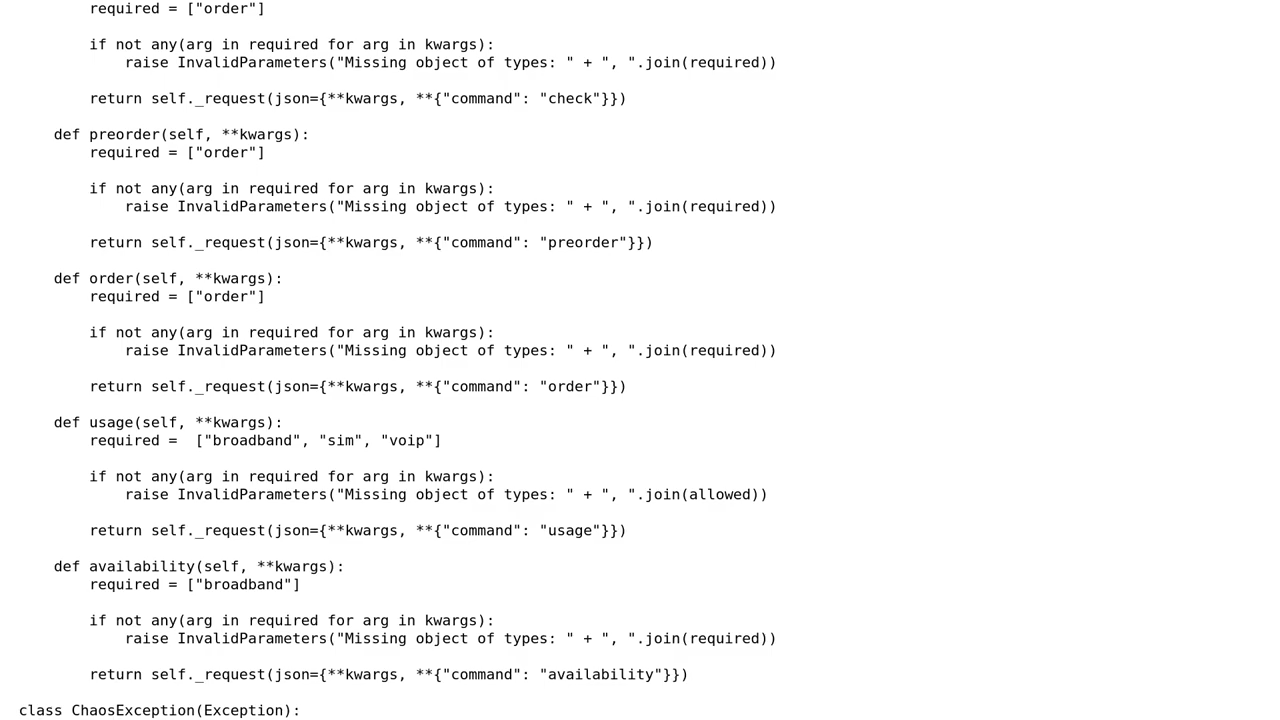 required = ["order"]

        if not any(arg in required for arg in kwargs):
            raise InvalidParameters("Missing object of types: " + ", ".join(required))

        return self._request(json={**kwargs, **{"command": "check"}})

    def preorder(self, **kwargs):
        required = ["order"]

        if not any(arg in required for arg in kwargs):
            raise InvalidParameters("Missing object of types: " + ", ".join(required))

        return self._request(json={**kwargs, **{"command": "preorder"}})

    def order(self, **kwargs):
        required = ["order"]

        if not any(arg in required for arg in kwargs):
            raise InvalidParameters("Missing object of types: " + ", ".join(required))

        return self._request(json={**kwargs, **{"command": "order"}})

    def usage(self, **kwargs):
        required =  ["broadband", "sim", "voip"]

        if not any(arg in required for arg in kwargs):
            raise InvalidParameters("Missing object of types: " + ", ".join(allowed))

        return self._request(json={**kwargs, **{"command": "usage"}})

    def availability(self, **kwargs):
        required = ["broadband"]

        if not any(arg in required for arg in kwargs):
            raise InvalidParameters("Missing object of types: " + ", ".join(required))

        return self._request(json={**kwargs, **{"command": "availability"}})

class ChaosException(Exception):